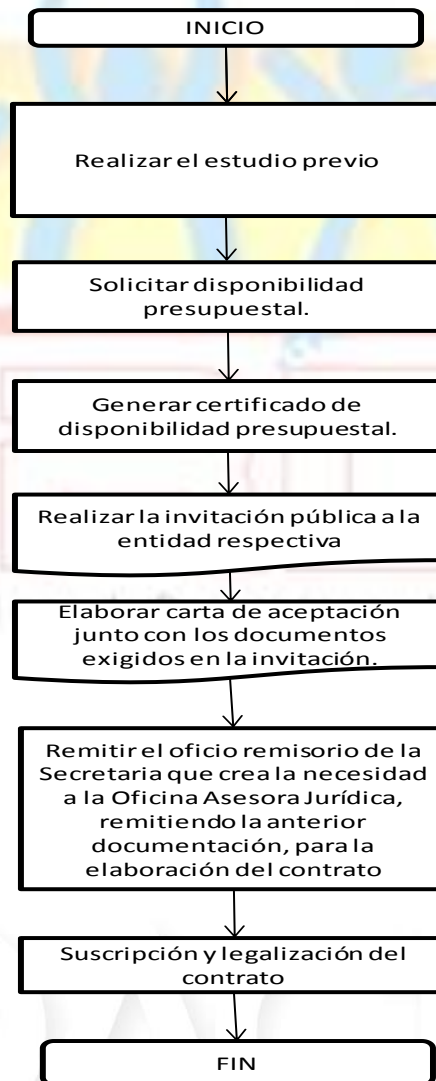 INICIO
Realizar el estudio previo
Solicitar disponibilidad
presupuestal.
Generar certificado de
disponibilidad presupuestal.
Realizar la invitación pública a la
entidad respectiva
Elaborar carta de aceptación
junto con los documentos
exigidos en la invitación.
Remitir el oficio remisorio de la
Secretaria que crea la necesidad
a la Oficina Asesora Jurídica,
remitiendo la anterior
documentación, para la
elaboración del contrato
Suscripción y legalización del
contrato
FIN